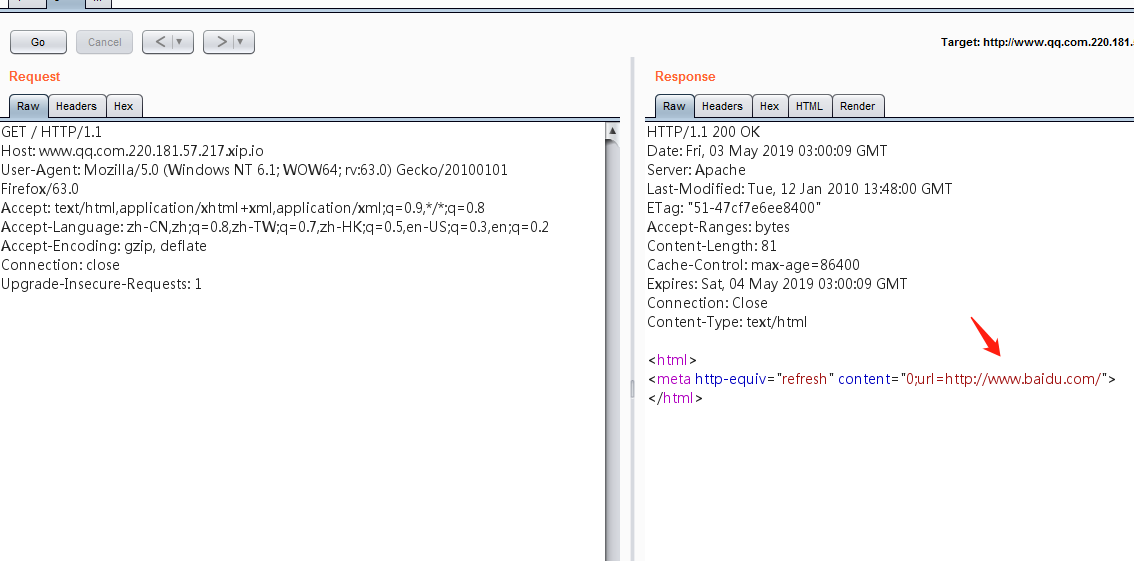 ...
Go
Cancel
<
>
Target: http://www.qq.com.220.181.
Request
Response
Raw
Headers
Hex
Raw
Headers
Hex
HTML
Render
GET / HTTP/1.1
Host: www.qq.com.220.181.57.217.xip.io
User-Agent: Mozilla/5.0 (Windows NT 6.1; WOW64; rv:63.0) Gecko/20100101
Firefox/63.0
Accept: text/html,application/xhtml+xml,application/xml;q=0.9,*/*;q=0.8
Accept-Language: zh-CN,zh;q=0.8,zh-TW;q=0.7,zh-HK;q=0.5,en-US;q=0.3,en;q=0.2
Accept-Encoding: gzip, deflate
Connection: close
Upgrade-Insecure-Requests: 1
HTTP/1.1 200 OK
Date: Fri, 03 May 2019 03:00:09 GMT
Server: Apache
Last-Modified: Tue, 12 Jan 2010 13:48:00 GMT
ETag: "51-47cf7e6ee8400"
Accept-Ranges: bytes
Content-Length: 81
Cache-Control: max-age=86400
Expires: Sat, 04 May 2019 03:00:09 GMT
Connection: Close
Content-Type: text/html
<html>
<meta http-equiv="refresh" content="0;url=http://www.baidu.com/">
</html>